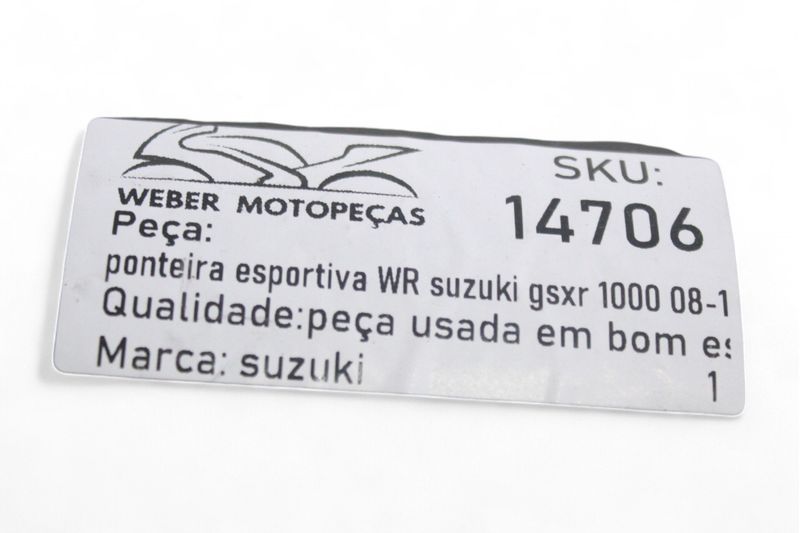 SKU:
WEBER MOTOPEÇAS
14706
Peça:
ponteira esportiva WR suzuki gsxr 1000 08-1
Qualidade:peça usada em bom es
Marca: suzuki
1